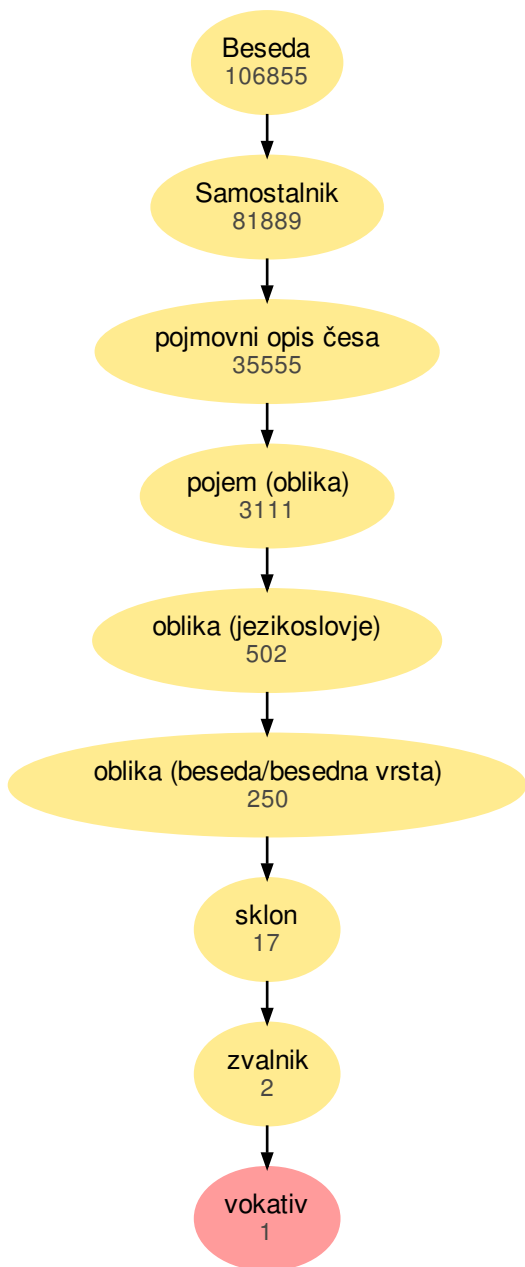 Beseda
106855
Samostalnik
81889
pojmovni opis česa
35555
pojem (oblika)
3111
oblika (jezikoslovje)
502
oblika (beseda/besedna vrsta)
250
sklon
17
zvalnik
2
vokativ
1